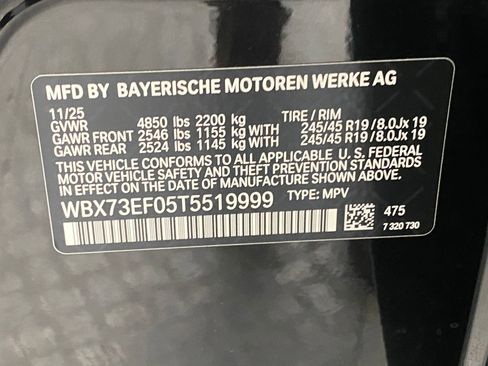 MFD BY BAYERISCHE MOTOREN WERKE AG
11/25
GVWR 4850 lbs 2200 kg TIRE / RIM
GAWR FRONT 2546 lbs 1155 kg WITH 245/45 R19 / 8.0Jx 19
GAWR REAR 2524 lbs 1145 kg WITH 245/45 R19 / 8.0Jx 19
THIS VEHICLE CONFORMS TO ALL APPLICABLE U. S. FEDERAL
MOTOR VEHICLE SAFETY AND THEFT PREVENTION STANDARDS
IN EFFECT ON THE DATE OF MANUFACTURE SHOWN ABOVE.
WBX73EF05T5519999 TYPE: MPV
475
7 320 730